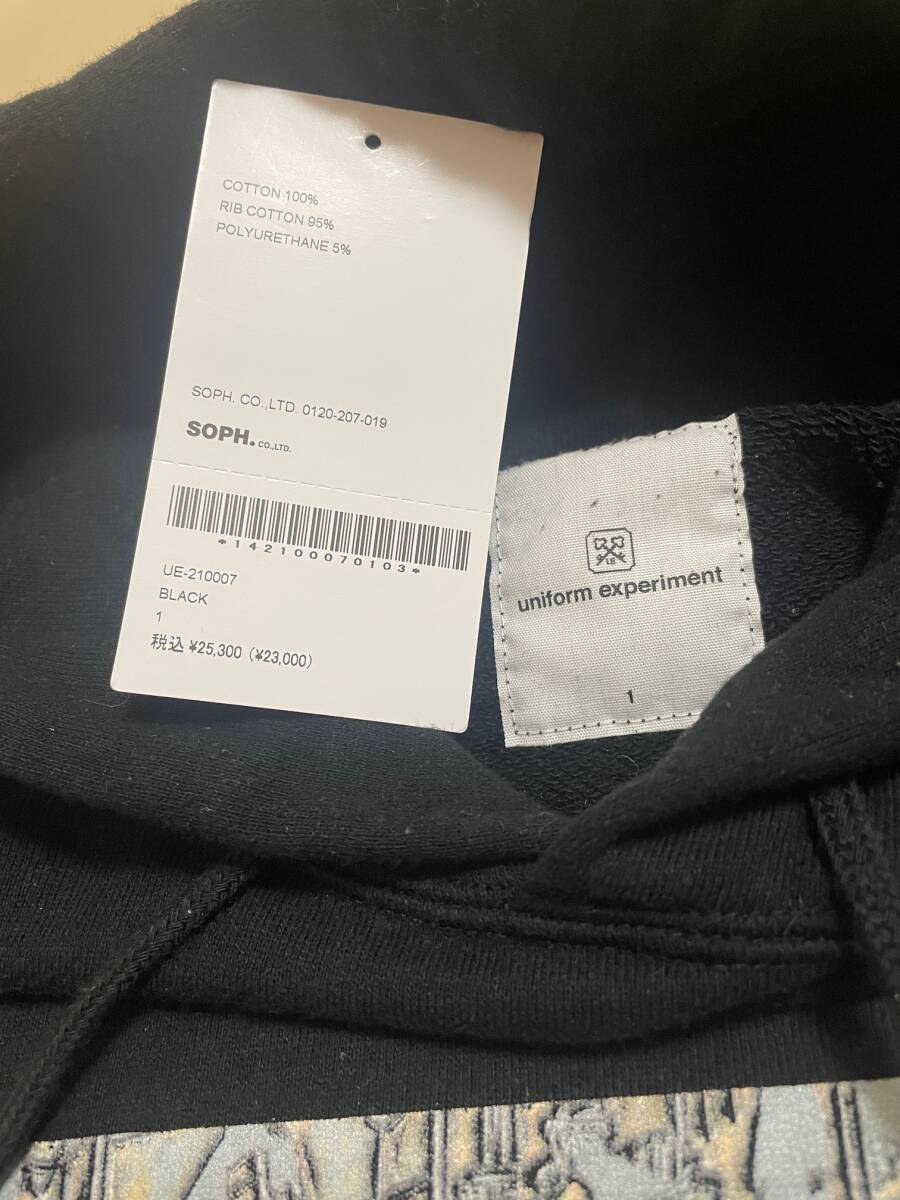 COTTON 100%
RIB COTTON 95%
POLYURETHANE 5%
SOPH. CO.,LTD. 0120-207-019
SOPH. CO.,LTD.
*142100070103*
UE-210007
BLACK
1
税込 ¥25,300 (¥23,000)
uniform experiment
1